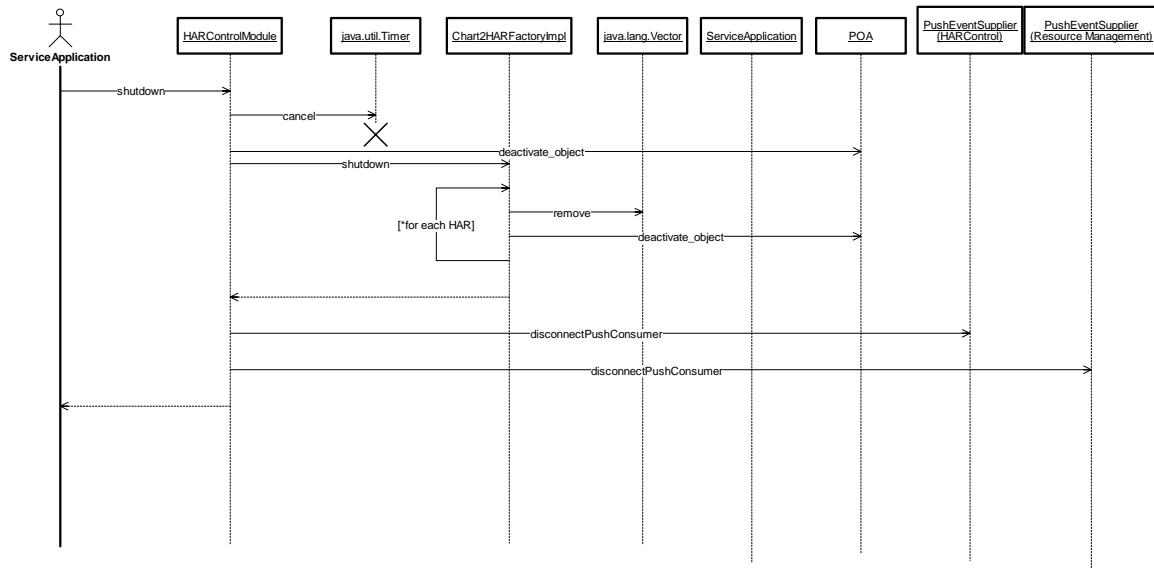 ServiceApplication
HARControlModule
java.util.Timer
Chart2HARFactoryImpl
java.lang.Vector
ServiceApplication
POA
PushEventSupplier
(HARControl)
PushEventSupplier
(Resource Management)
shutdown
cancel
deactivate_object
shutdown
[*for each HAR]
remove
deactivate_object
disconnectPushConsumer
disconnectPushConsumer